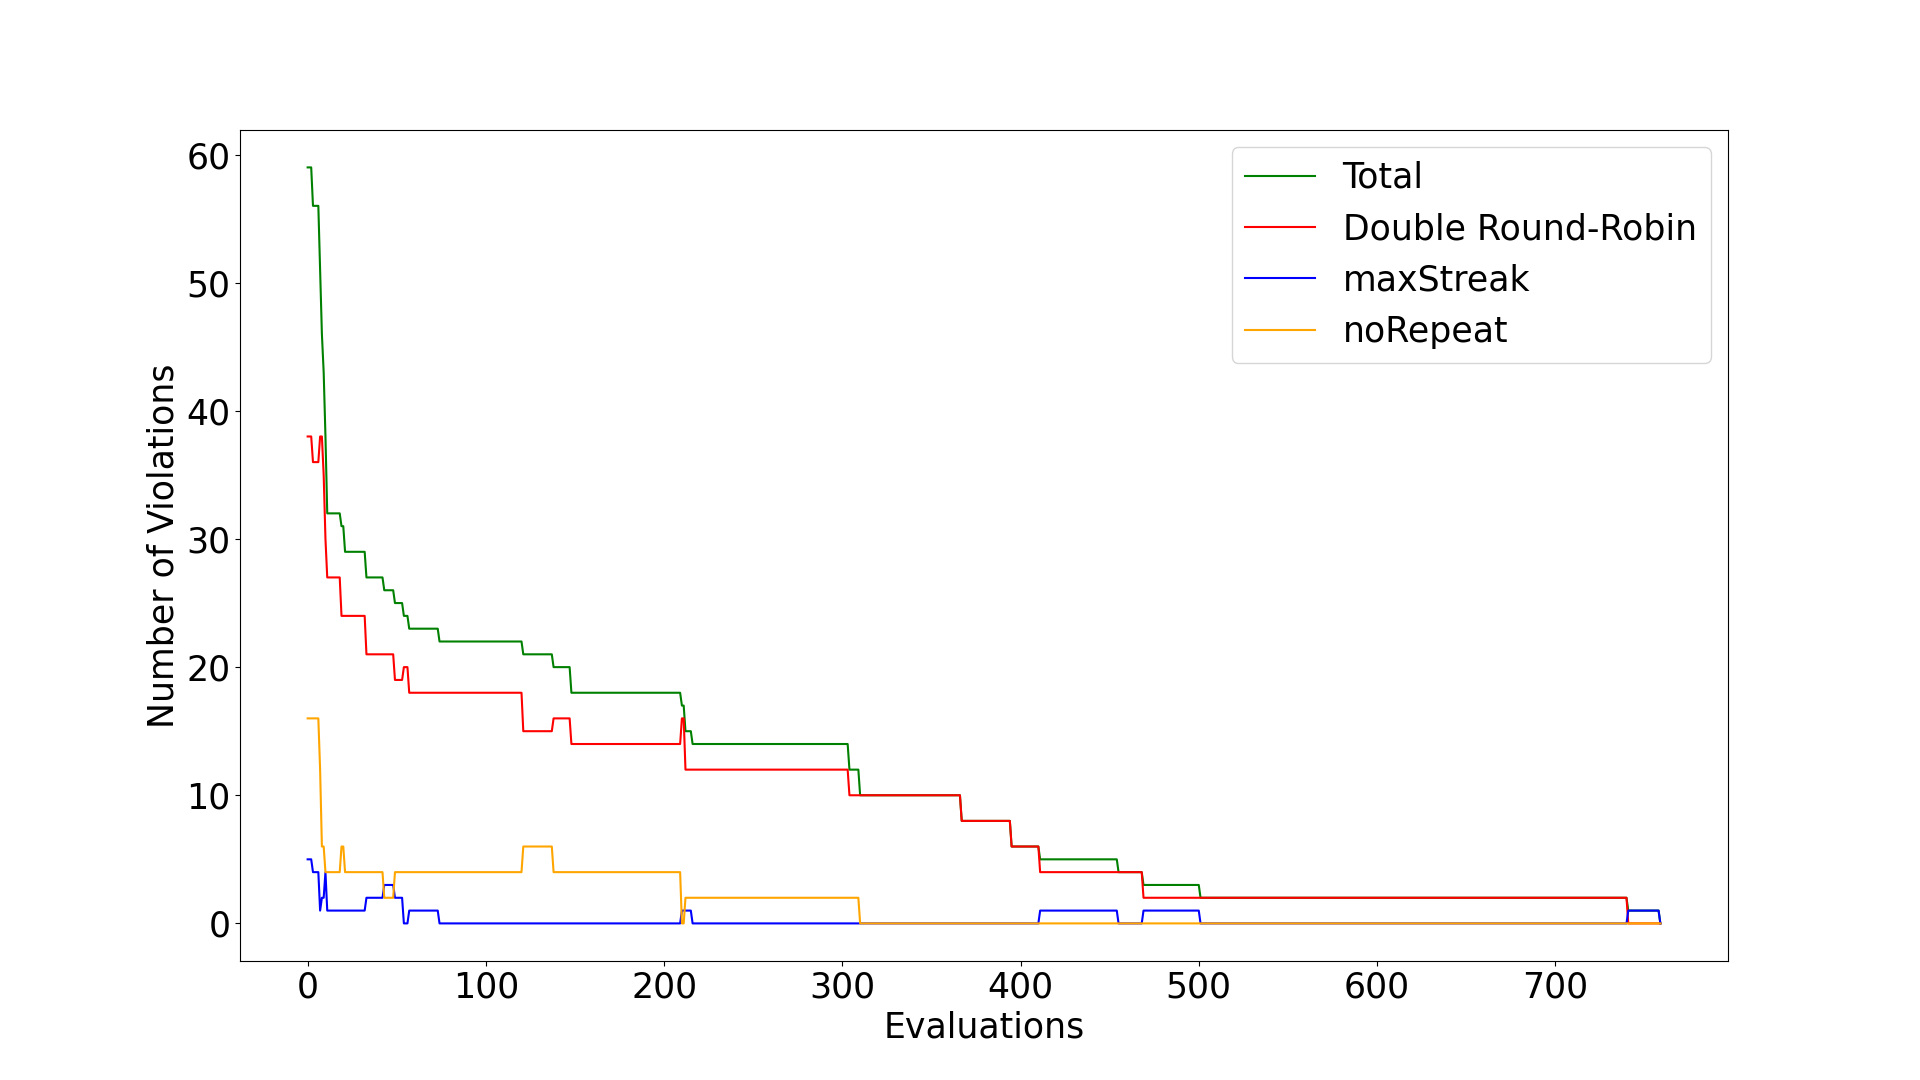 Number of Violations
60
50
40
30
20
10
0
Total
Double Round-Robin
maxStreak
noRepeat
0 100 200 300 400 500 600 700
Evaluations